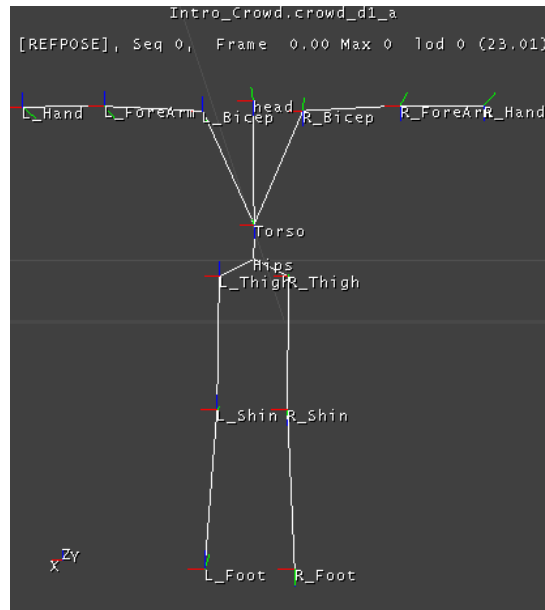 Intro_Crowd.crowd_d1_a
[REFPOSE], Seq 0, Frame 0.00 Max 0 lod 0 (23.01)
head
L_Hand L_ForeArm L_Bicep R_Bicep R_ForeArm R_Hand
Torso
Hips
L_Thigh R_Thigh
L_Shin R_Shin
Zy
X
L_Foot R_Foot